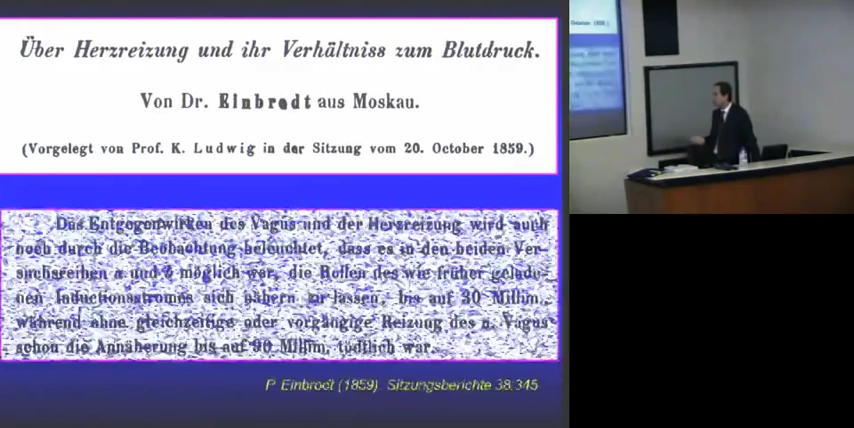 Über Herzreizung und ihr Verhältniss zum Blutdruck.
Von Dr. Einbrodt aus Moskau.
(Vorgelegt von Prof. K. Ludwig in der Sitzung vom 20. October 1859.)
Das Entgegenwirken des Vagus und der Herzreizung wird auch
noch durch die Beobachtung beleuchtet, dass es in den beiden Ver-
suchsreihen a und b möglich war, die Rollen des wie früher gelade-
nen Inductionsstromes sich nähern zu lassen, bis auf 30 Millm.,
während ohne gleichzeitige oder vorgängige Reizung des n. Vagus
schon die Annäherung bis auf 90 Millm. tödtlich war.
P. Einbrodt (1859). Sitzungsberichte 38:345